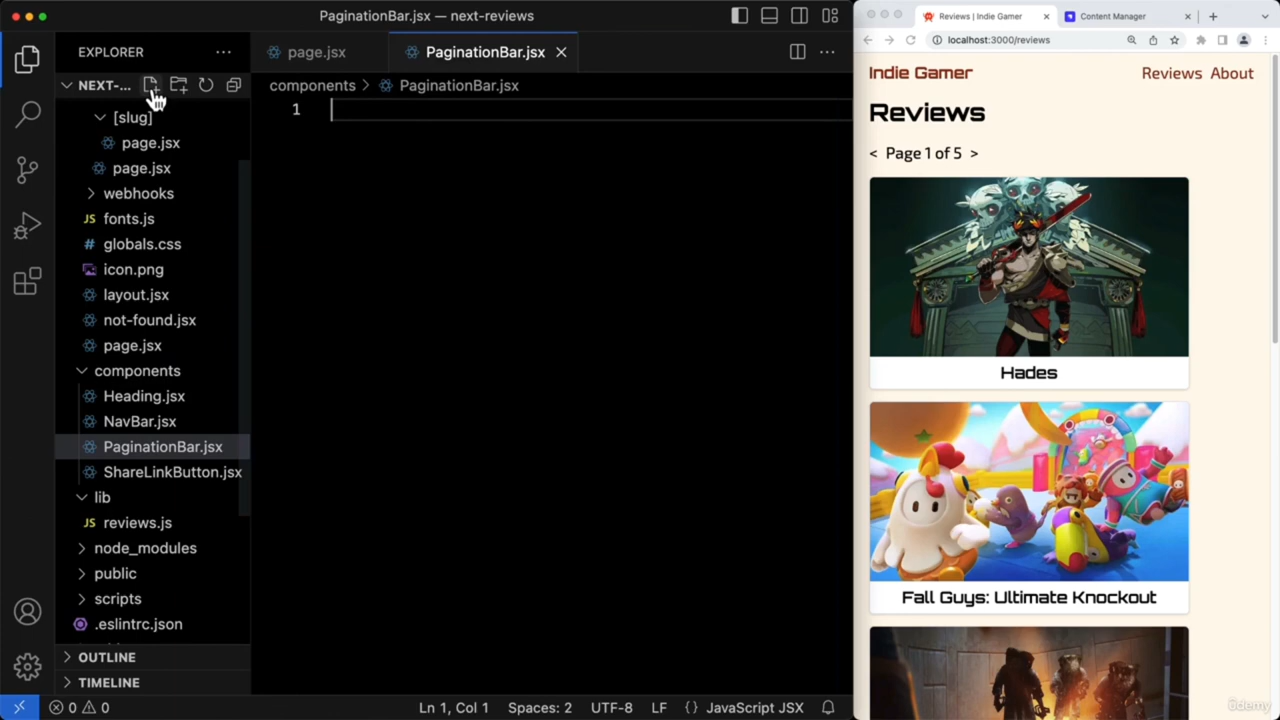 PaginationBar.jsx — next-reviews
EXPLORER
NEXT-...
[slug]
page.jsx
page.jsx
webhooks
JS fonts.js
# globals.css
icon.png
layout.jsx
not-found.jsx
page.jsx
components
Heading.jsx
NavBar.jsx
PaginationBar.jsx
ShareLinkButton.jsx
lib
JS reviews.js
node_modules
public
scripts
.eslintrc.json
OUTLINE
TIMELINE
page.jsx
PaginationBar.jsx
components > PaginationBar.jsx
1
0 0
Ln 1, Col 1 Spaces: 2 UTF-8 LF {} JavaScript JSX
Reviews | Indie Gamer
Content Manager
localhost:3000/reviews
Indie Gamer
Reviews About
Reviews
< Page 1 of 5 >
Hades
Fall Guys: Ultimate Knockout
ûdemy